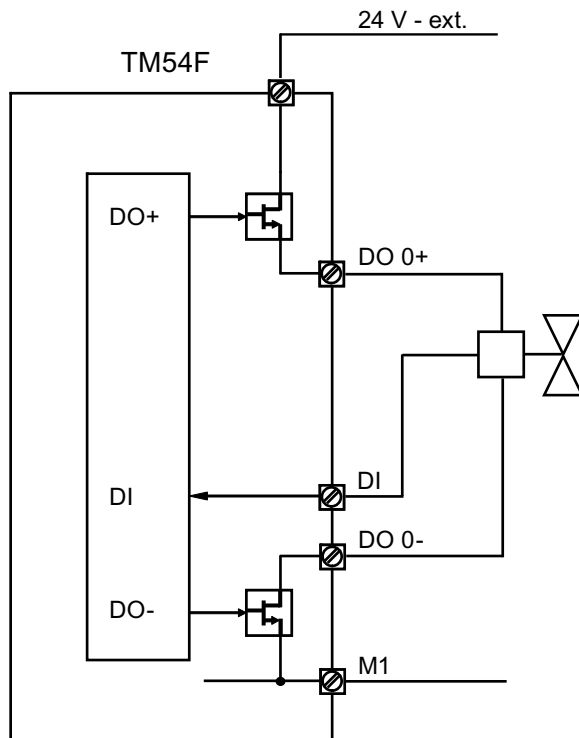 24 V - ext.
TM54F
DO+
DO 0+
DI
DI
DO 0-
DO-
M1